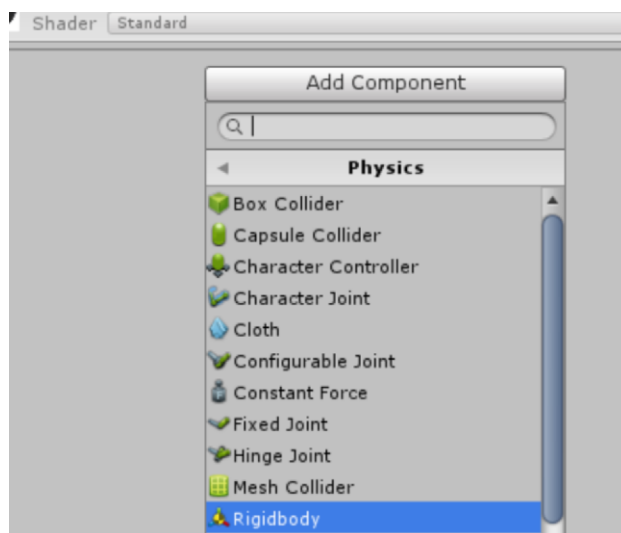 Shader Standard
Add Component
Physics
Box Collider
Capsule Collider
Character Controller
Character Joint
Cloth
Configurable Joint
Constant Force
Fixed Joint
Hinge Joint
Mesh Collider
Rigidbody